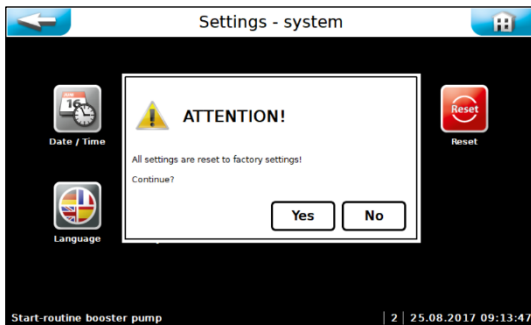 Settings - system
16
ATTENTION!
Reset
Date / Time
Reset
All settings are reset to factory settings!
Continue?
Yes
No
Language
Start-routine booster pump
2
25.08.2017 09:13:47